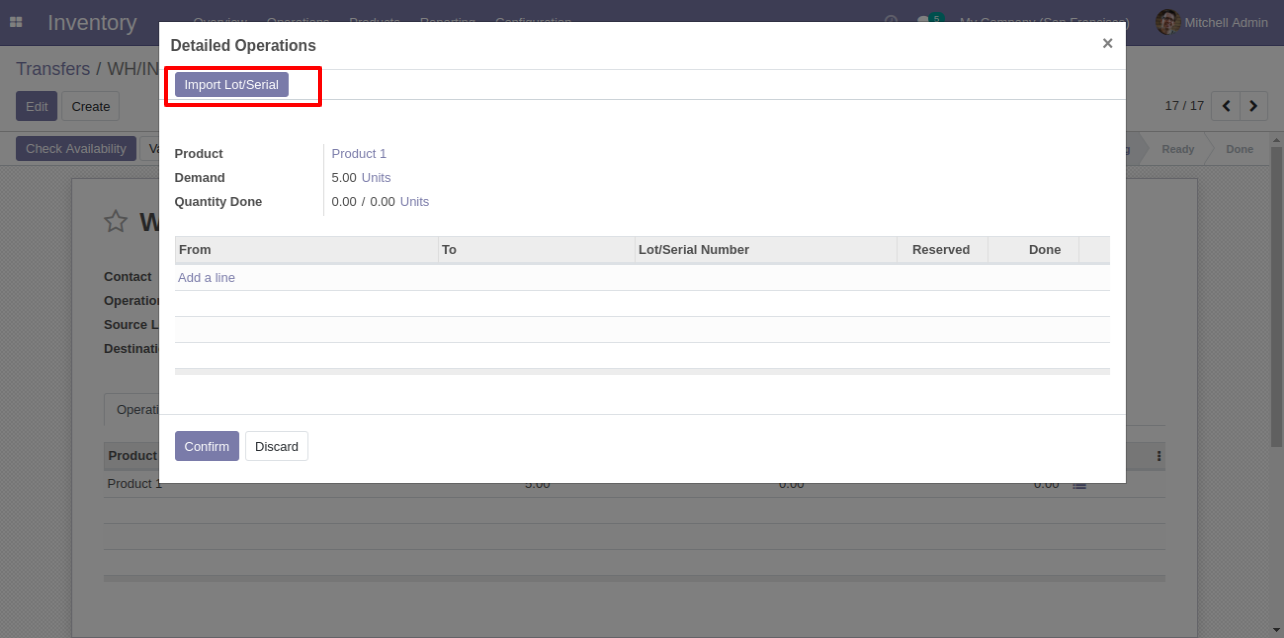 Inventory
Overview Operations Products Reporting Configuration
5 My Company (San Francisco) Mitchell Admin
Detailed Operations ×
Transfers / WH/IN
Import Lot/Serial
Edit Create
17 / 17
Check Availability
Ready Done
Product Product 1
Demand 5.00 Units
Quantity Done 0.00 / 0.00 Units
W
From To Lot/Serial Number Reserved Done
Add a line
Contact
Operation
Source L
Destinati
Operati
Confirm Discard
Product
Product 1 5.00 0.00 0.00